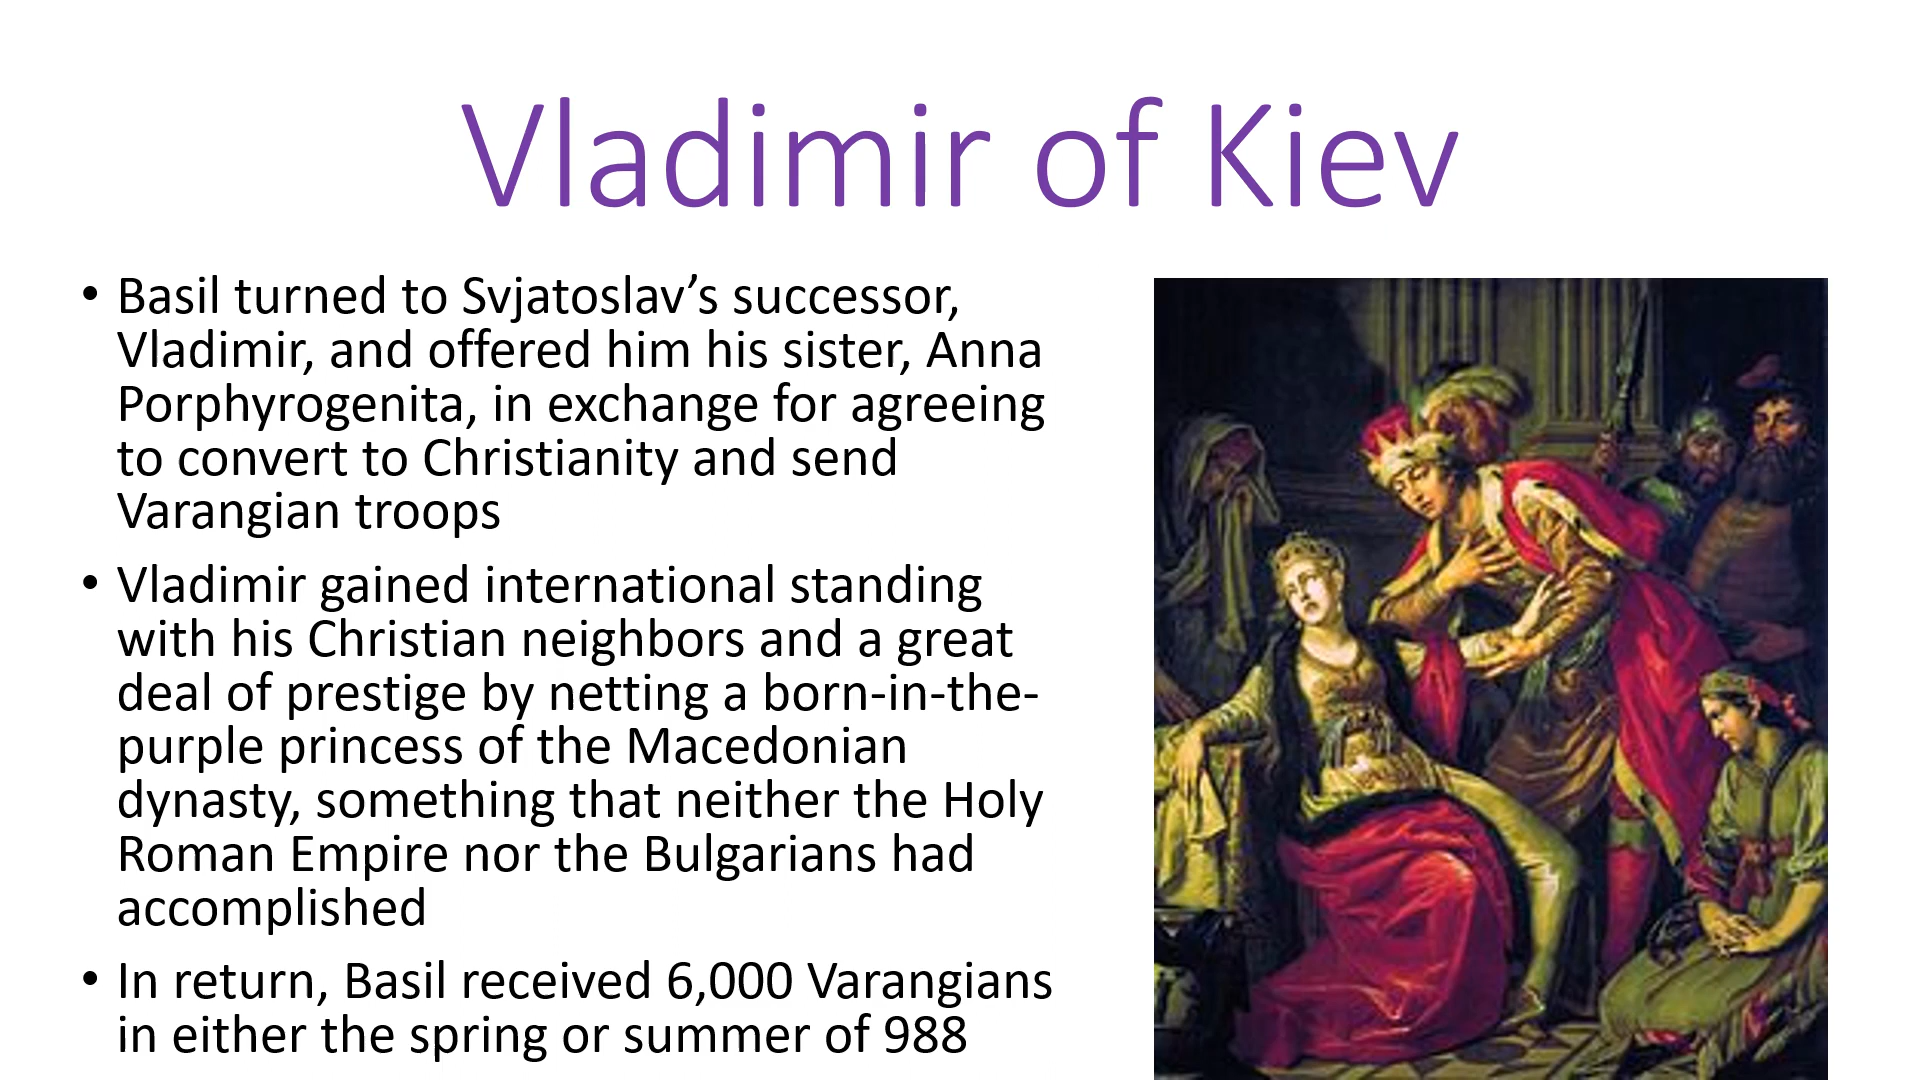 Vladimir of Kiev
• Basil turned to Svjatoslav’s successor,
Vladimir, and offered him his sister, Anna
Porphyrogenita, in exchange for agreeing
to convert to Christianity and send
Varangian troops
• Vladimir gained international standing
with his Christian neighbors and a great
deal of prestige by netting a born-in-the-
purple princess of the Macedonian
dynasty, something that neither the Holy
Roman Empire nor the Bulgarians had
accomplished
• In return, Basil received 6,000 Varangians
in either the spring or summer of 988